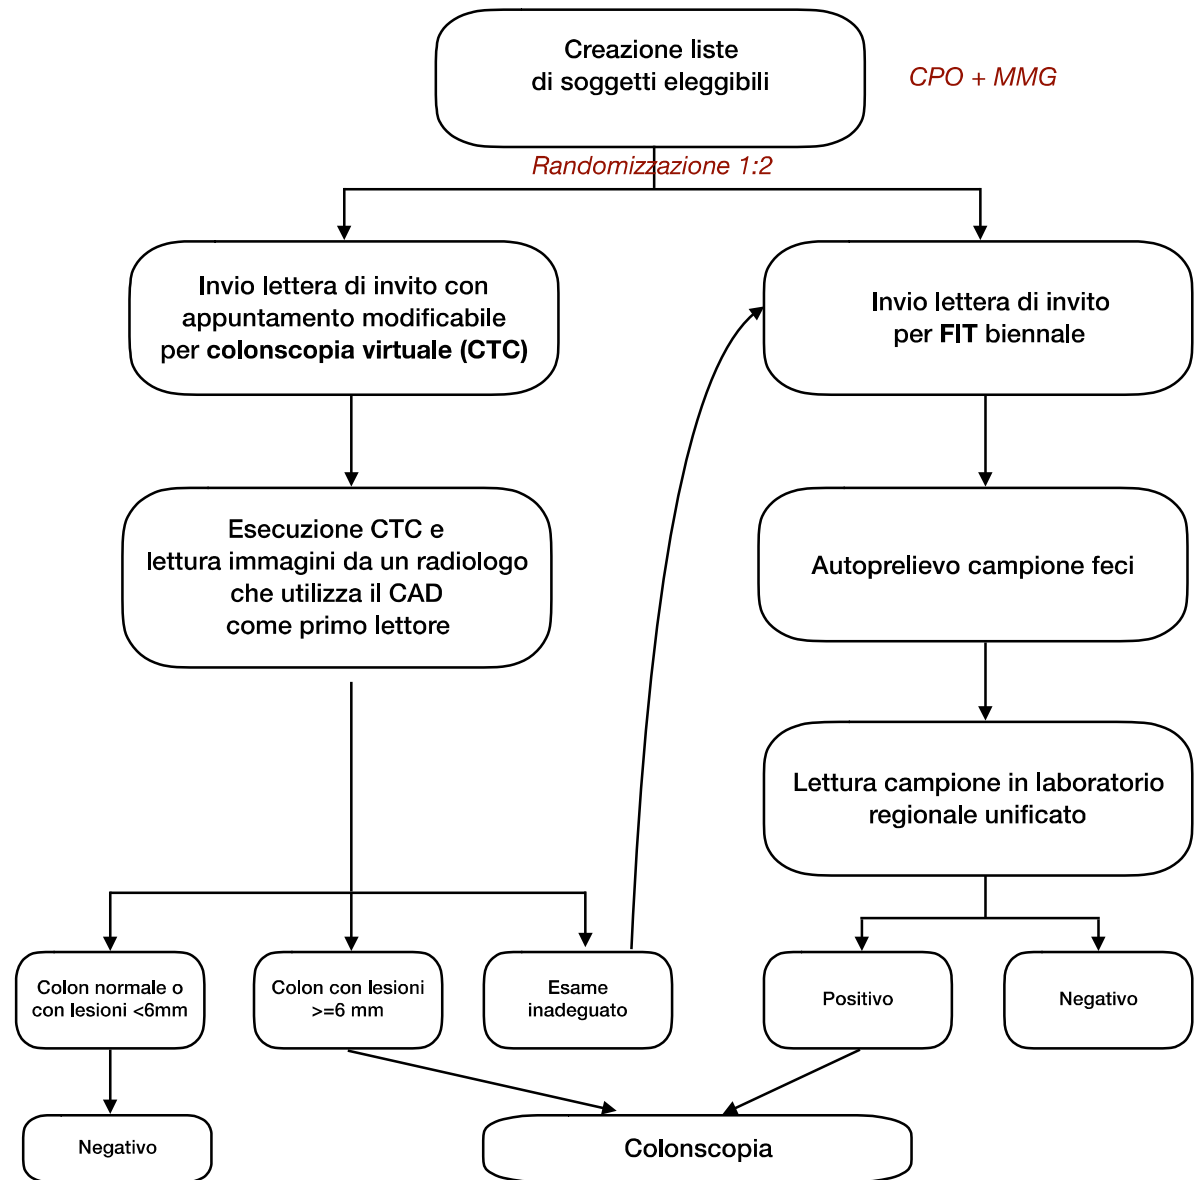 Creazione liste
di soggetti eleggibili
CPO + MMG
Randomizzazione 1:2
Invio lettera di invito con
appuntamento modificabile
per colonscopia virtuale (CTC)
Invio lettera di invito
per FIT biennale
Esecuzione CTC e
lettura immagini da un radiologo
che utilizza il CAD
come primo lettore
Autoprelievo campione feci
Lettura campione in laboratorio
regionale unificato
Colon normale o
con lesioni <6mm
Colon con lesioni
>=6 mm
Esame
inadeguato
Positivo
Negativo
Negativo
Colonscopia